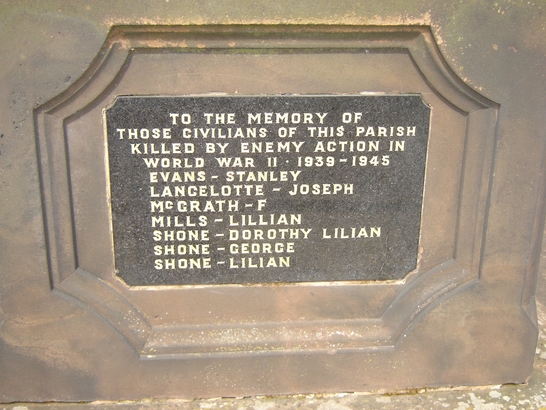 TO THE MEMORY OF
THOSE CIVILIANS OF THIS PARISH
KILLED BY ENEMY ACTION IN
WORLD WAR II · 1939-1945
EVANS - STANLEY
LANCELOTTE - JOSEPH
McGRATH - F
MILLS - LILLIAN
SHONE - DOROTHY LILIAN
SHONE - GEORGE
SHONE - LILIAN